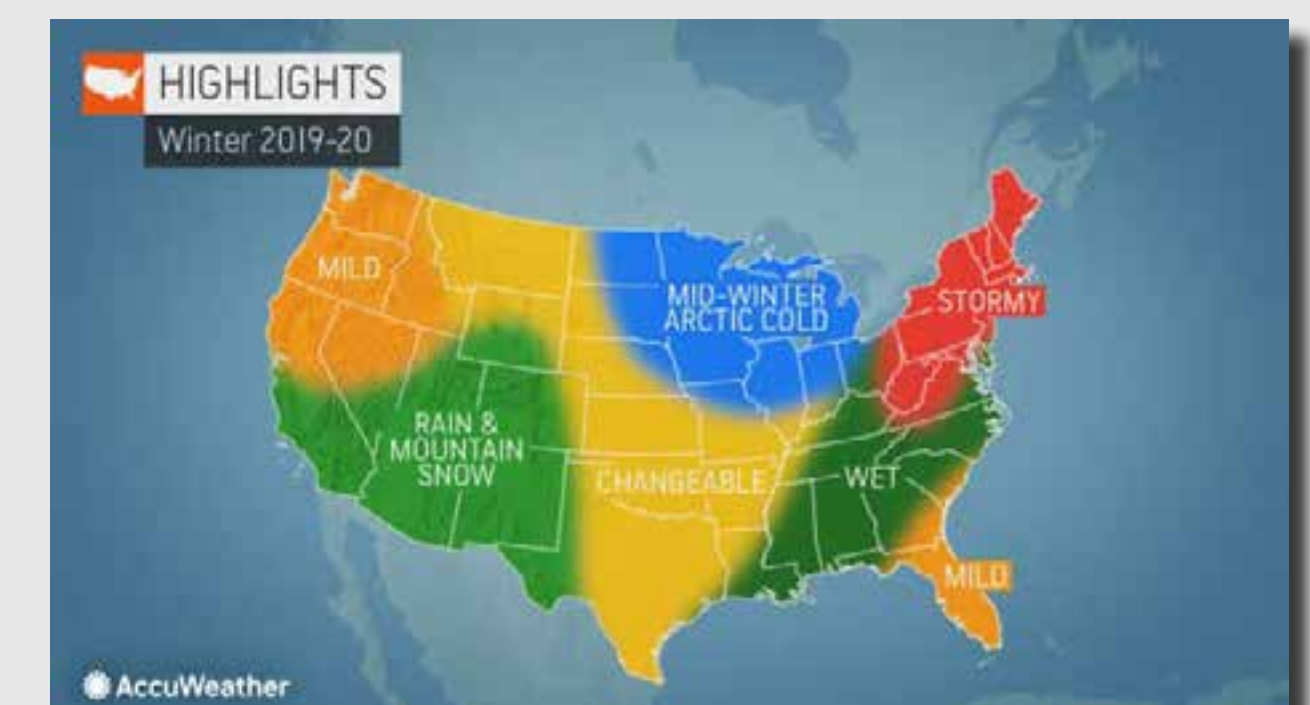 HIGHLIGHTS
Winter 2019-20
MILD
MID-WINTER
ARCTIC COLD
STORMY
RAIN &
MOUNTAIN
SNOW
CHANGEABLE
WET
MILD
AccuWeather